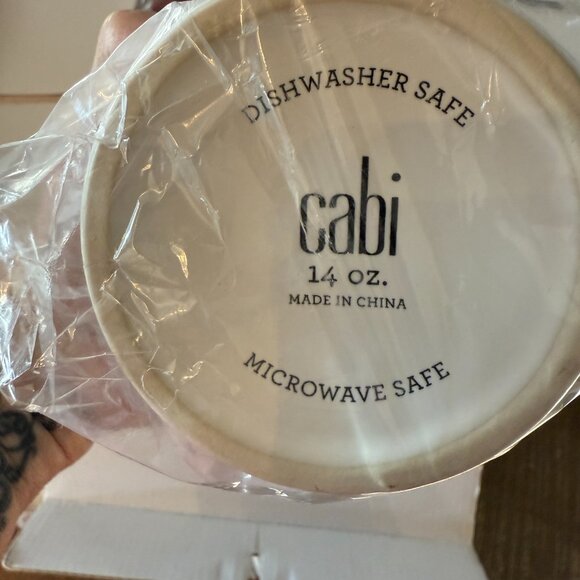 DISHWASHER SAFE
cabi
14 oz.
MADE IN CHINA
MICROWAVE SAFE